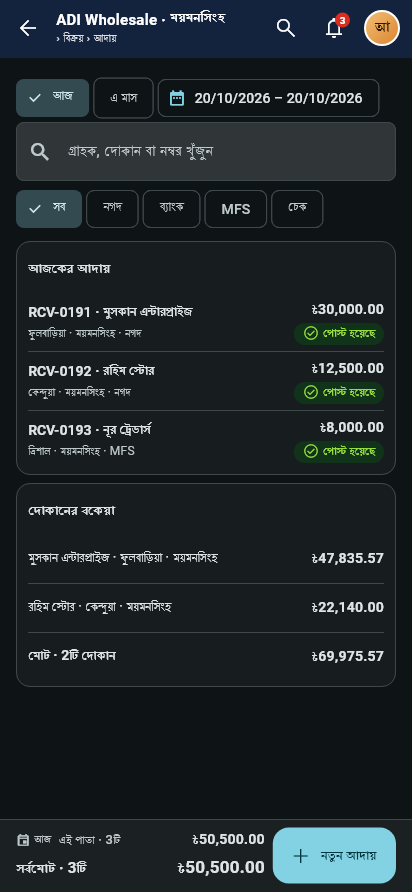 ADI Wholesale · ময়মনসিংহ
› বিক্রয় › আদায়
3
আ
আজ
এ মাস
20/10/2026 – 20/10/2026
গ্রাহক, দোকান বা নম্বর খুঁজুন
সব
নগদ
ব্যাংক
MFS
চেক
আজকের আদায়
RCV-0191 · মুসকান এন্টারপ্রাইজ
৳30,000.00
ফুলবাড়িয়া · ময়মনসিংহ · নগদ
পোস্ট হয়েছে
RCV-0192 · রহিম স্টোর
৳12,500.00
কেন্দুয়া · ময়মনসিংহ · নগদ
পোস্ট হয়েছে
RCV-0193 · নূর ট্রেডার্স
৳8,000.00
ত্রিশাল · ময়মনসিংহ · MFS
পোস্ট হয়েছে
দোকানের বকেয়া
মুসকান এন্টারপ্রাইজ · ফুলবাড়িয়া · ময়মনসিংহ
৳47,835.57
রহিম স্টোর · কেন্দুয়া · ময়মনসিংহ
৳22,140.00
মোট · 2টি দোকান
৳69,975.57
আজ এই পাতা · 3টি
৳50,500.00
সর্বমোট · 3টি
৳50,500.00
নতুন আদায়